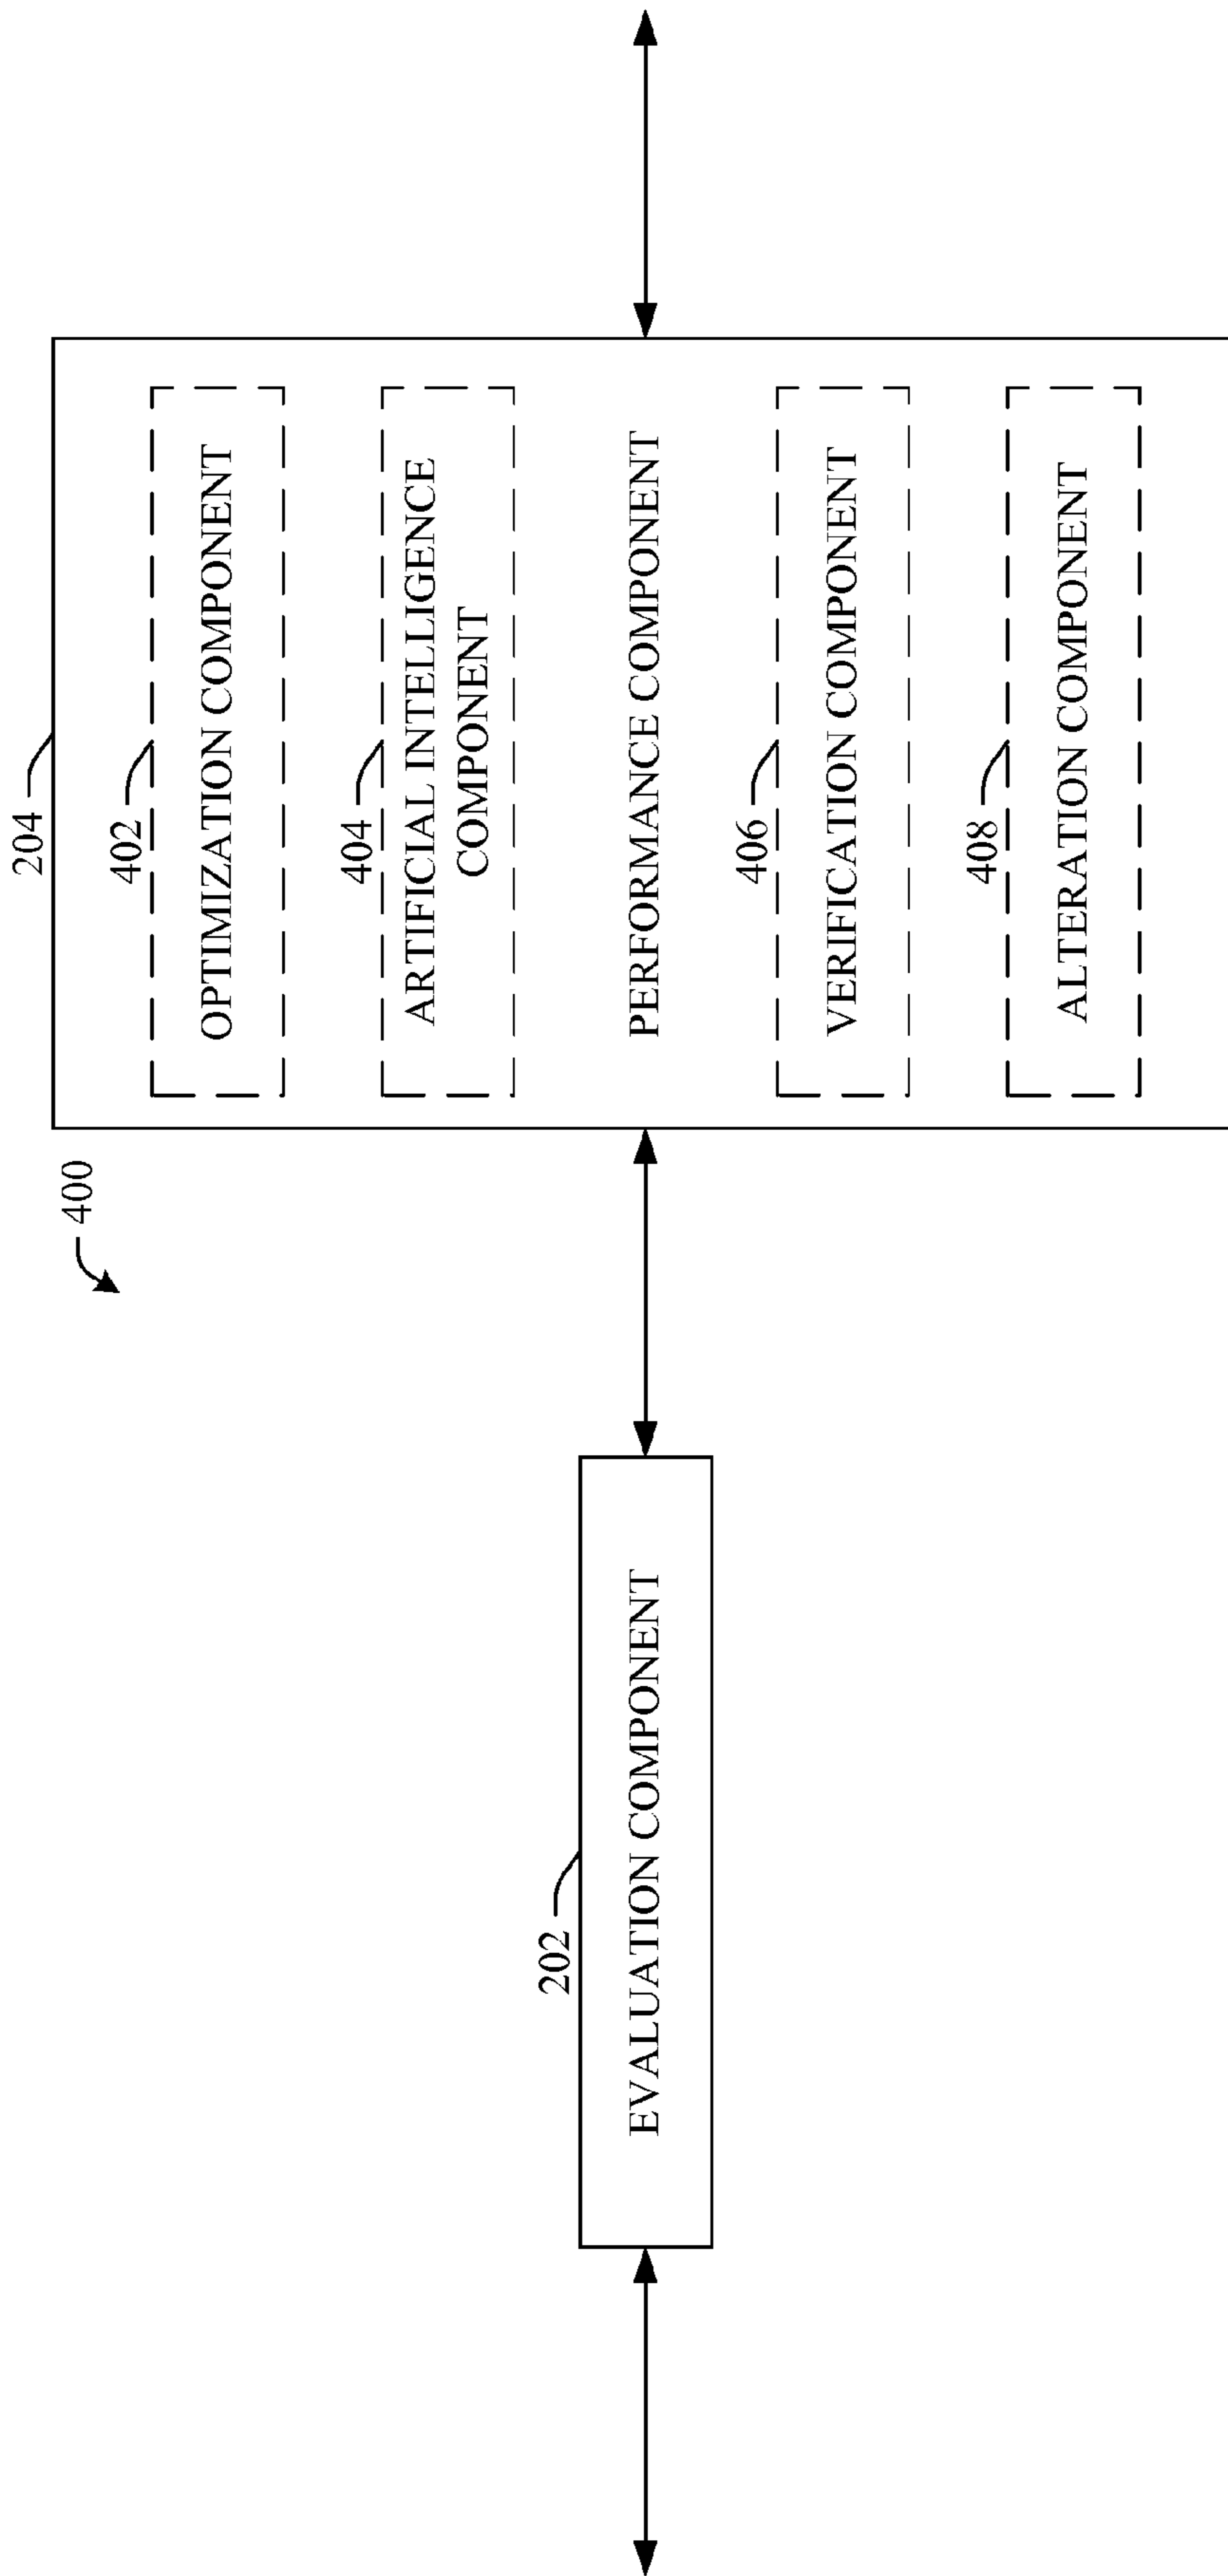 400
204
402
OPTIMIZATION COMPONENT
404
ARTIFICIAL INTELLIGENCE
COMPONENT
PERFORMANCE COMPONENT
406
VERIFICATION COMPONENT
408
ALTERATION COMPONENT
202
EVALUATION COMPONENT